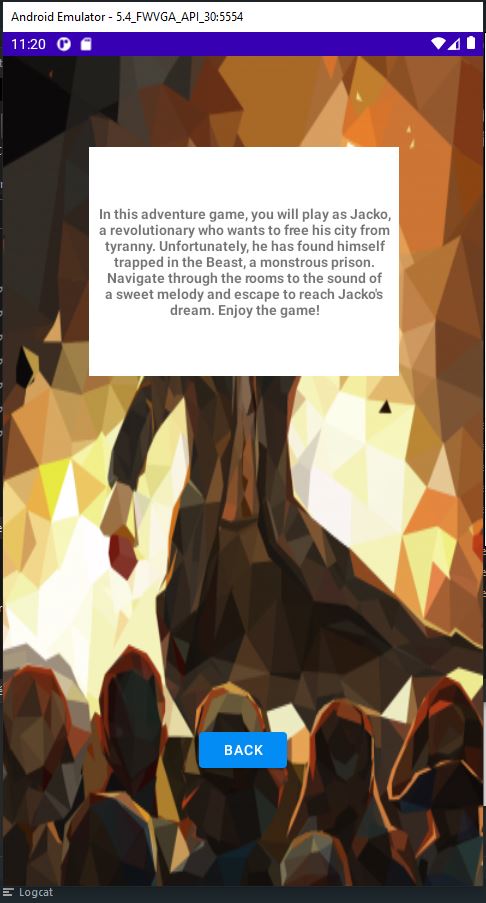 Android Emulator - 5.4_FWVGA_API_30:5554
11:20
In this adventure game, you will play as Jacko,
a revolutionary who wants to free his city from
tyranny. Unfortunately, he has found himself
trapped in the Beast, a monstrous prison.
Navigate through the rooms to the sound of
a sweet melody and escape to reach Jacko's
dream. Enjoy the game!
BACK
Logcat